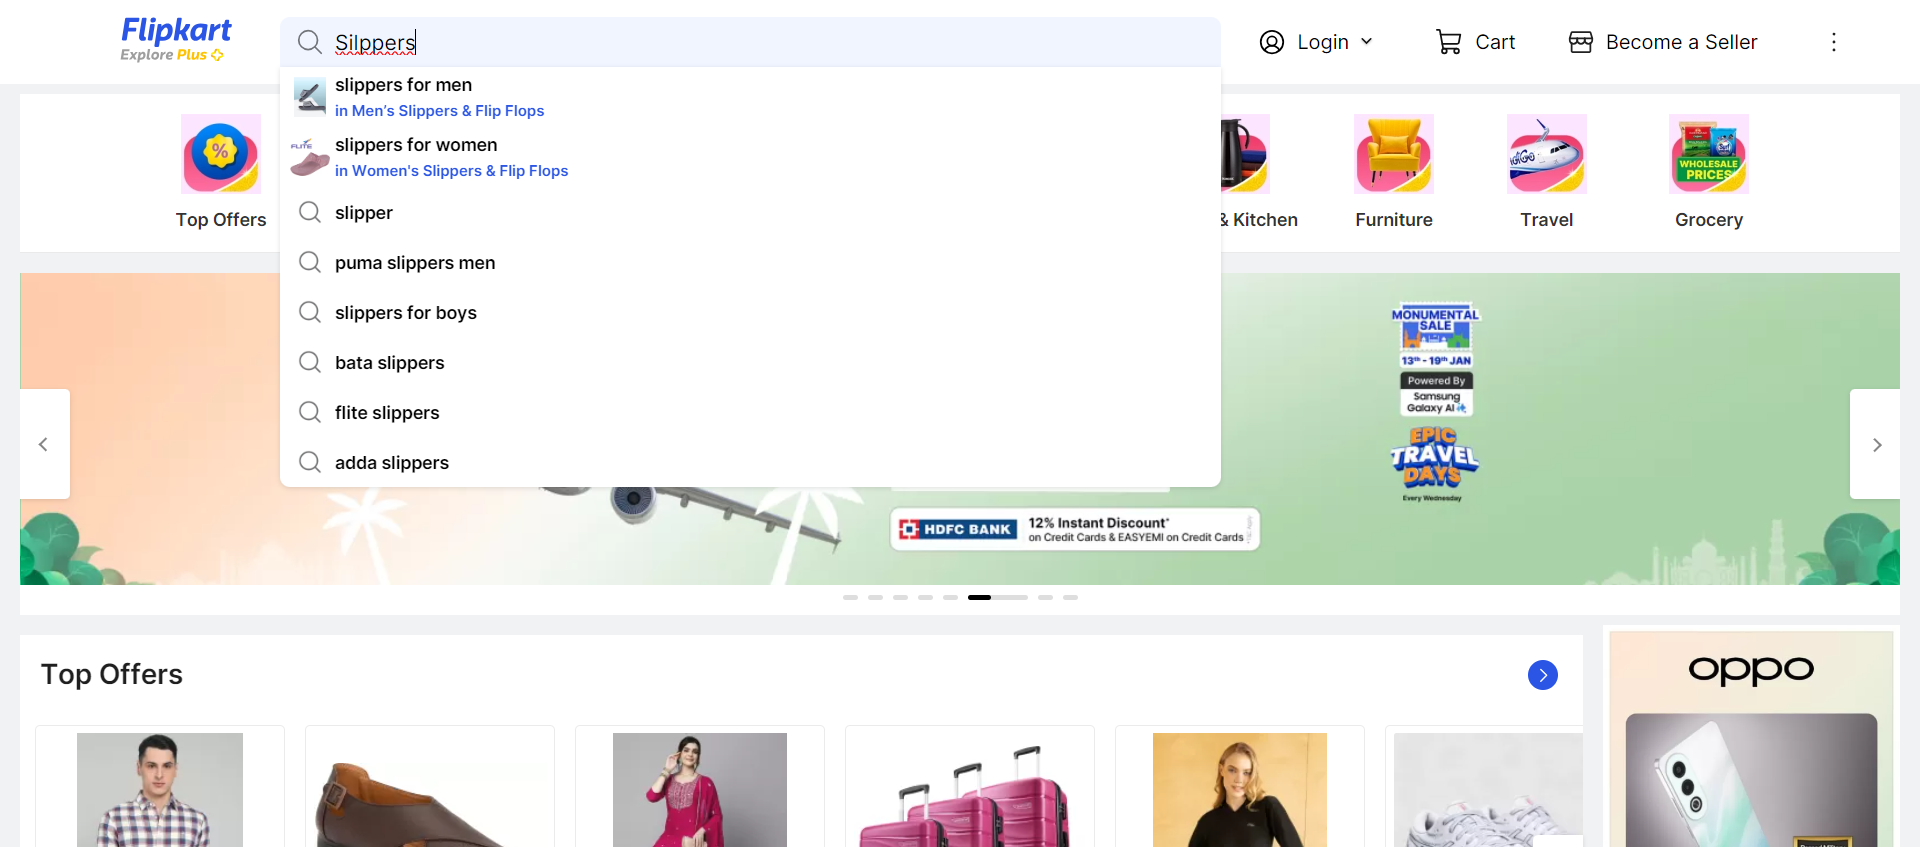 Flipkart
Explore Plus
Silppers
Login
Cart
Become a Seller
slippers for men
in Men’s Slippers & Flip Flops
FLITE
slippers for women
in Women's Slippers & Flip Flops
slipper
puma slippers men
slippers for boys
bata slippers
flite slippers
adda slippers
%
Top Offers
& Kitchen
Furniture
IndiGo
Travel
WHOLESALE
PRICES
Grocery
MONUMENTAL
SALE
13th - 19th JAN
Powered By
Samsung
Galaxy AI
EPIC
TRAVEL
DAYS
Every Wednesday
HDFC BANK
12% Instant Discount*
on Credit Cards & EASYEMI on Credit Cards
Top Offers
oppo